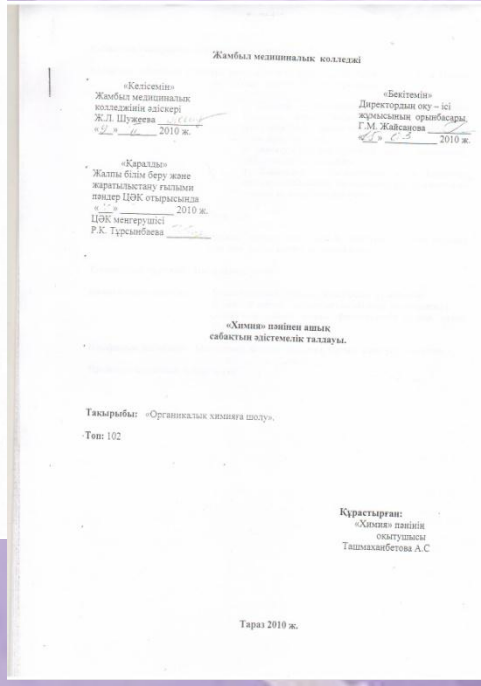 Жамбыл медициналық колледжі
«Келісемін»
Жамбыл медициналық
колледжінің әдіскері
Ж.Л. Шужеева
2010 ж.
«Бекітемін»
Директордың оқу – ісі
жұмысының орынбасары
Г.М. Жайсанова
2010 ж.
«Қаралды»
Жалпы білім беру және
жаратылыстану ғылыми
пәндер ЦӘК отырысында
2010 ж.
ЦӘК меңгерушісі
Р.К. Тұрсынбаева
«Химия» пәнінен ашық
сабақтың әдістемелік талдауы.
Тақырыбы: «Органикалық химияға шолу».
Топ: 102
Құрастырған:
«Химия» пәнінің
оқытушысы
Ташмаханбетова А.С
Тараз 2010 ж.